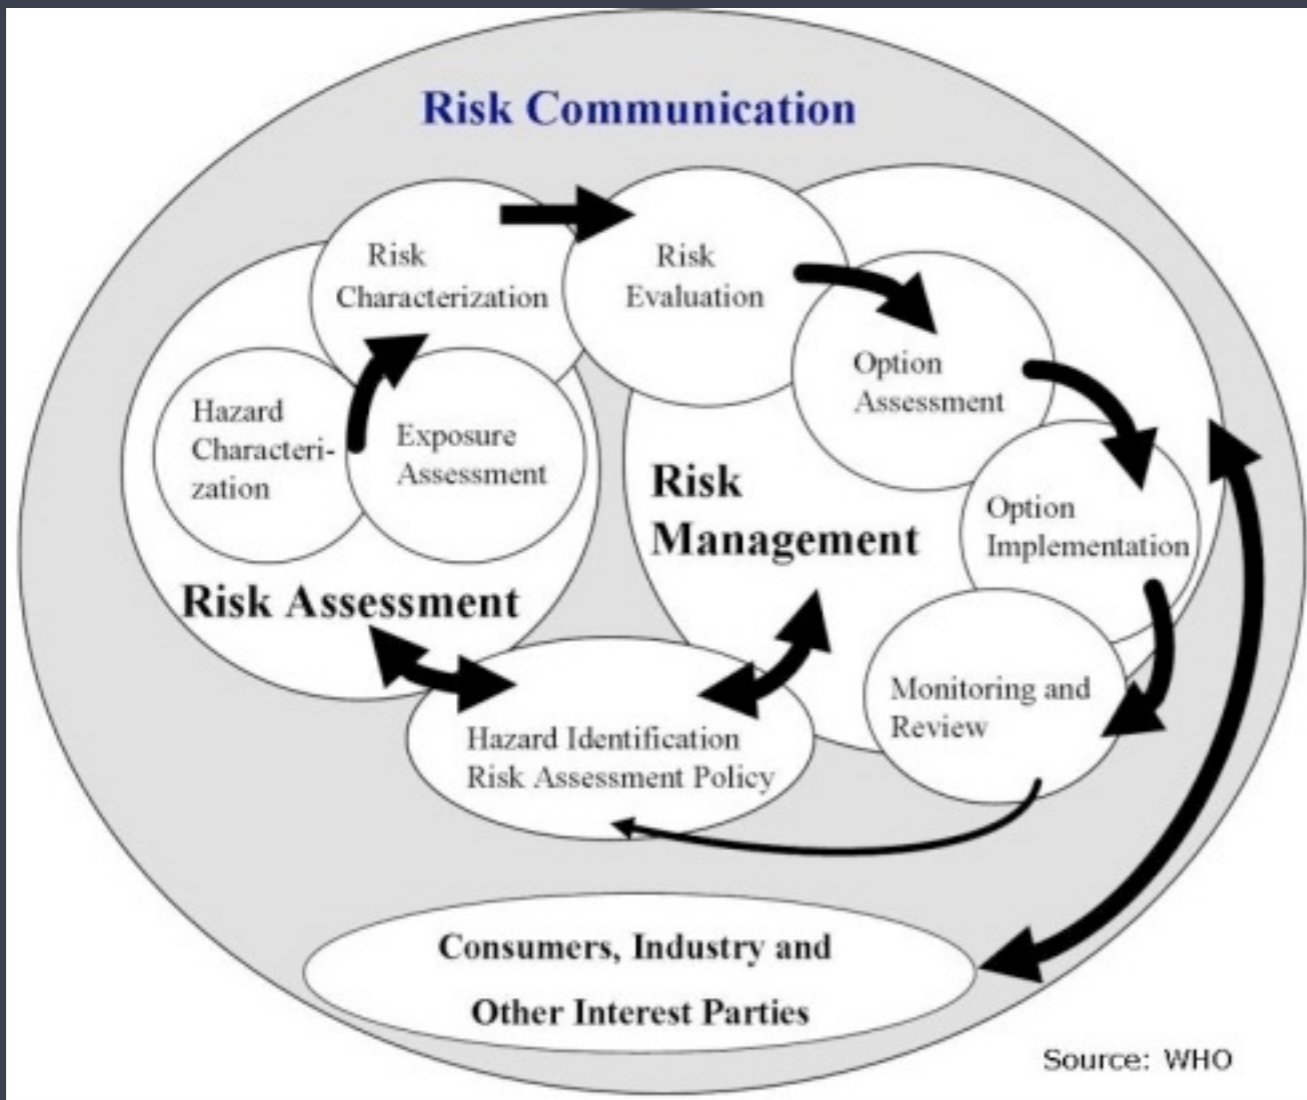 Risk Communication
Risk
Characterization
Risk
Evaluation
Hazard
Characteri-
zation
Exposure
Assessment
Risk Assessment
Option
Assessment
Risk
Management
Option
Implementation
Monitoring and
Review
Hazard Identification
Risk Assessment Policy
Consumers, Industry and
Other Interest Parties
Source: WHO